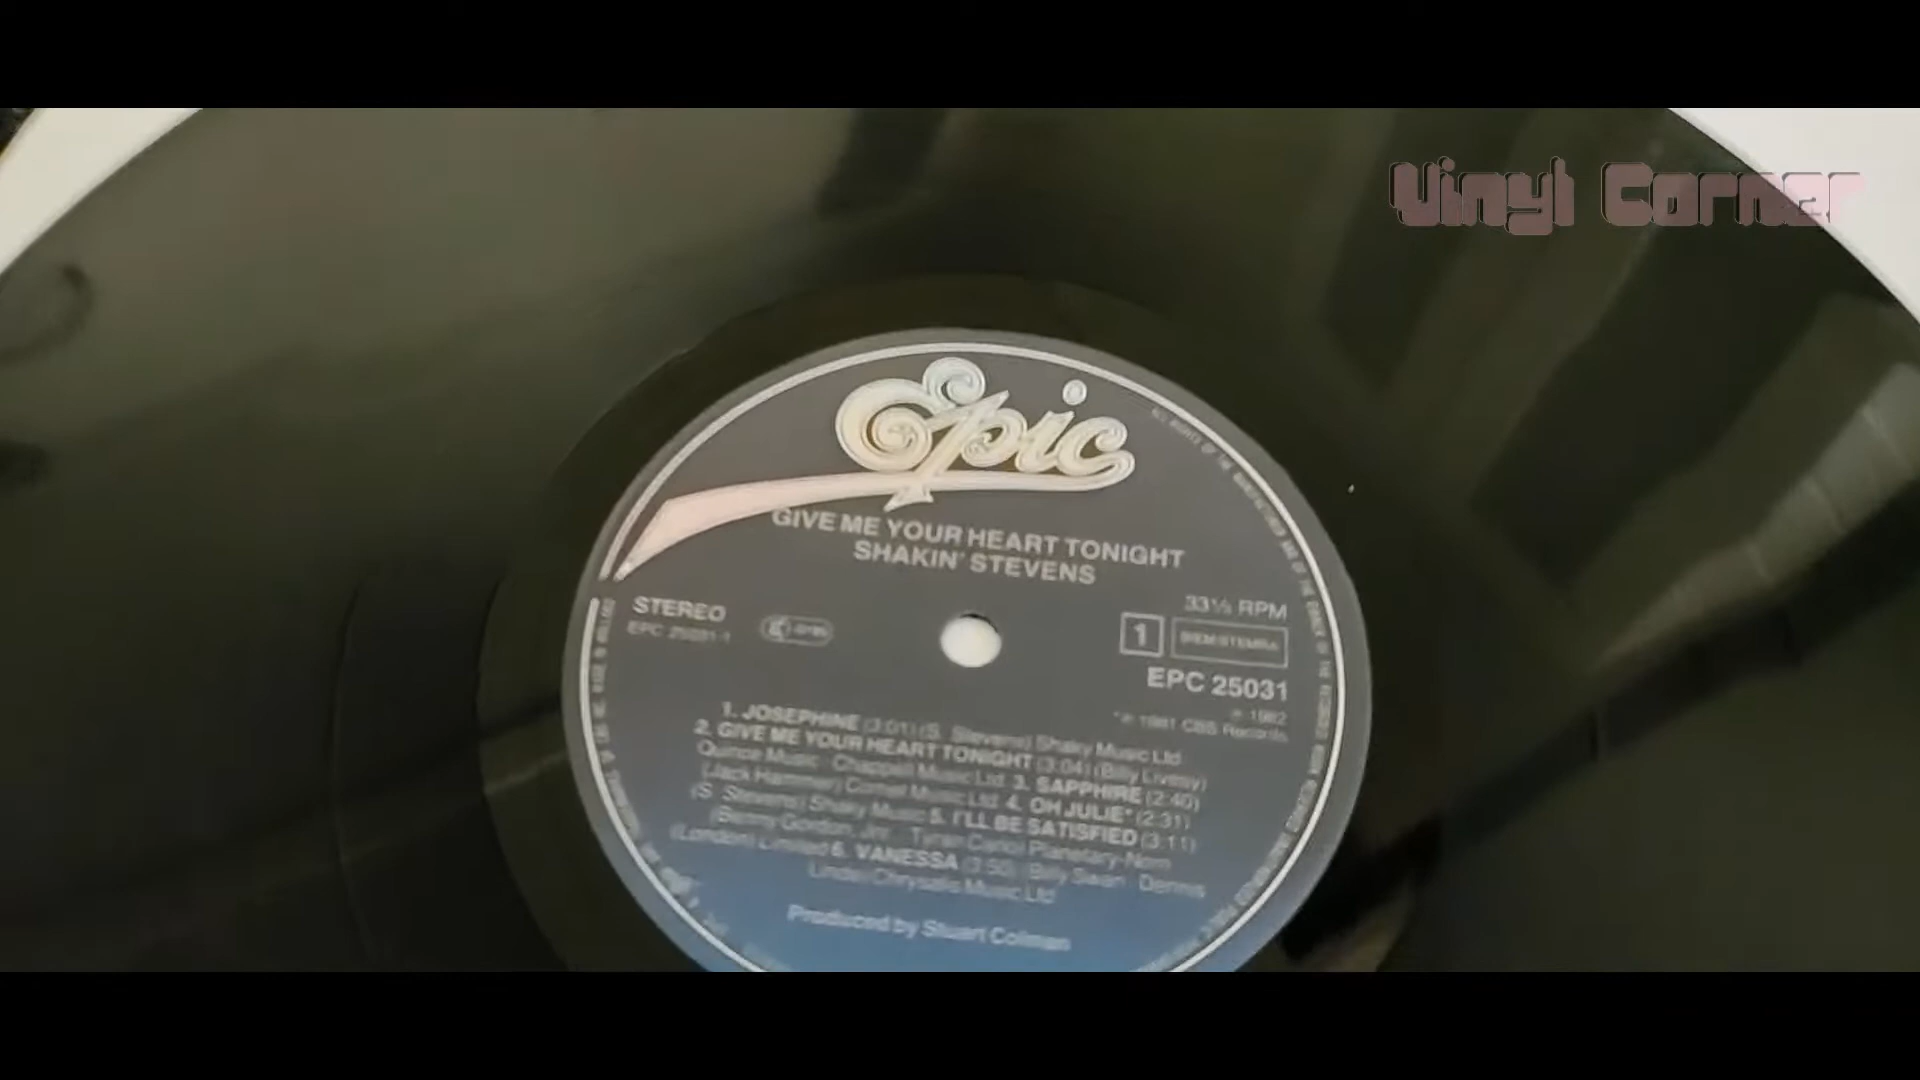 Vinyl Corner
Epic
GIVE ME YOUR HEART TONIGHT
SHAKIN' STEVENS
STEREO
EPC 25031-1
33⅓ RPM
1
BIEM/STEMRA
EPC 25031
℗ 1982
*℗ 1981 CBS Records
1. JOSEPHINE (3:01) (S. Stevens) Shaky Music Ltd
2. GIVE ME YOUR HEART TONIGHT (3:04) (Billy Livesy)
Quince Music Chappell Music Ltd 3. SAPPHIRE (2:40)
(Jack Hammer) Cornel Music Ltd 4. OH JULIE* (2:31)
(S. Stevens) Shaky Music 5. I'LL BE SATISFIED (3:11)
Gordon, Jnr. Tyran Carlo) Planetary-Nom
(London) Limited 6. VANESSA (3:50) (Billy Swan Dennis
Linde) Chrysalis Music Ltd
Produced by Stuart Colman